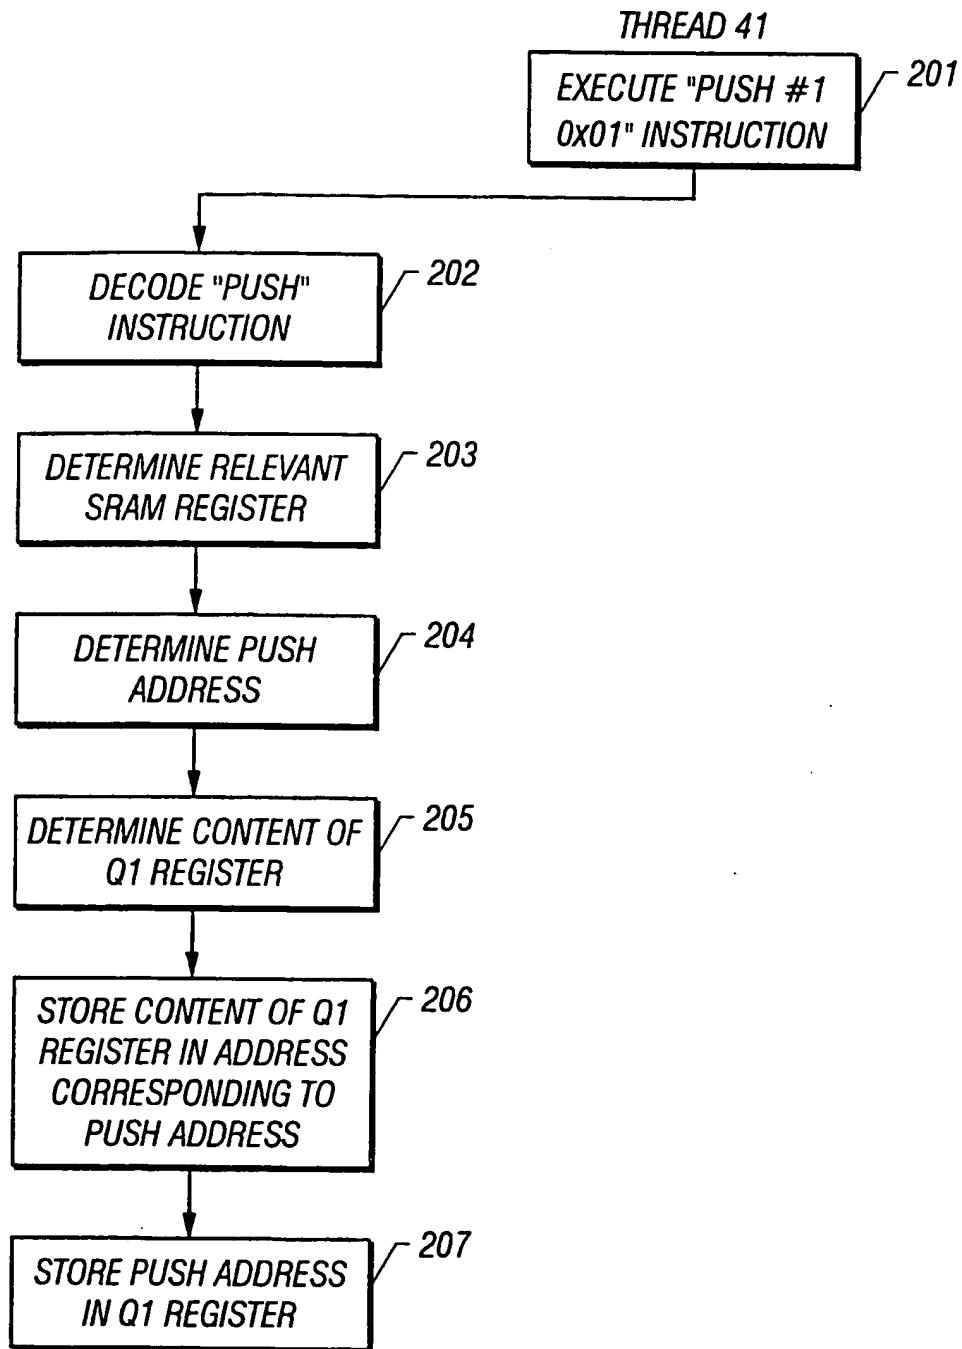 THREAD 41
EXECUTE "PUSH #1
0x01" INSTRUCTION
201
DECODE "PUSH"
INSTRUCTION
202
DETERMINE RELEVANT
SRAM REGISTER
203
DETERMINE PUSH
ADDRESS
204
DETERMINE CONTENT OF
Q1 REGISTER
205
STORE CONTENT OF Q1
REGISTER IN ADDRESS
CORRESPONDING TO
PUSH ADDRESS
206
STORE PUSH ADDRESS
IN Q1 REGISTER
207